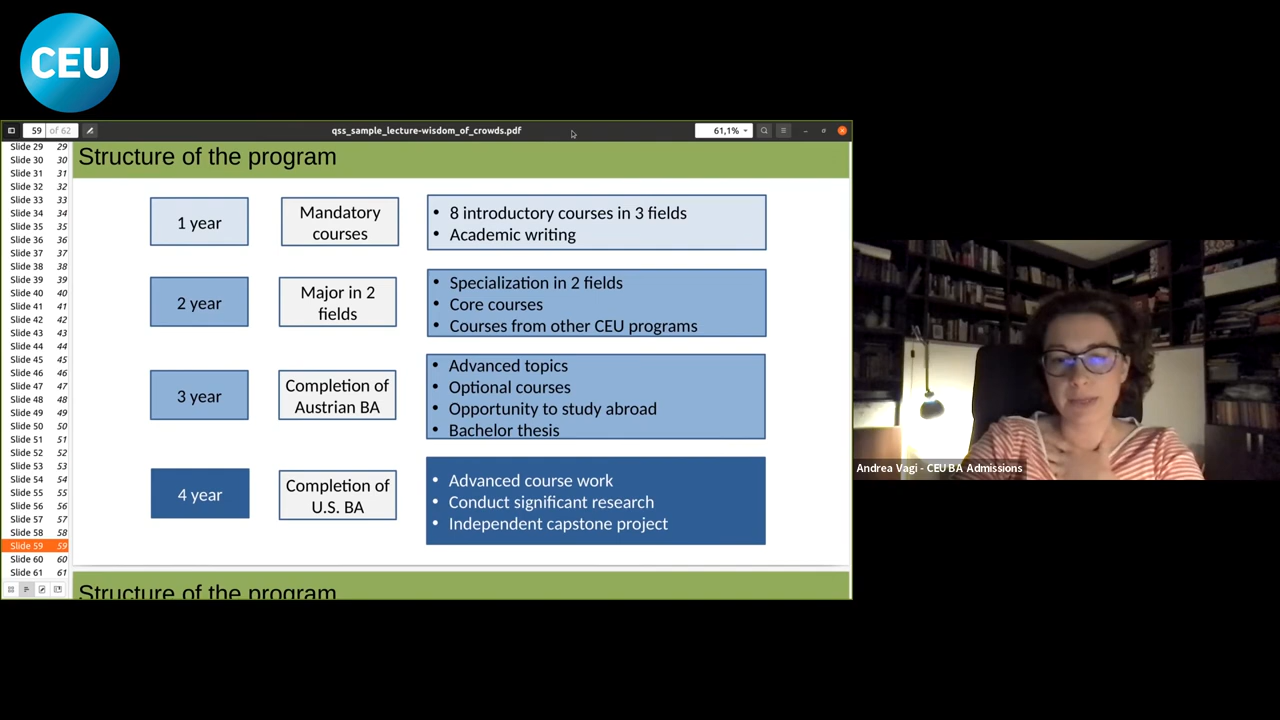 CEU
59 of 62
qss_sample_lecture-wisdom_of_crowds.pdf
61,1%
Slide 29 29
Slide 30 30
Slide 31 31
Slide 32 32
Slide 33 33
Slide 34 34
Slide 35 35
Slide 36 36
Slide 37 37
Slide 38 38
Slide 39 39
Slide 40 40
Slide 41 41
Slide 42 42
Slide 43 43
Slide 44 44
Slide 45 45
Slide 46 46
Slide 47 47
Slide 48 48
Slide 49 49
Slide 50 50
Slide 51 51
Slide 52 52
Slide 53 53
Slide 54 54
Slide 55 55
Slide 56 56
Slide 57 57
Slide 58 58
Slide 59 59
Slide 60 60
Slide 61 61
Structure of the program
1 year
Mandatory
courses
• 8 introductory courses in 3 fields
• Academic writing
2 year
Major in 2
fields
• Specialization in 2 fields
• Core courses
• Courses from other CEU programs
3 year
Completion of
Austrian BA
• Advanced topics
• Optional courses
• Opportunity to study abroad
• Bachelor thesis
4 year
Completion of
U.S. BA
• Advanced course work
• Conduct significant research
• Independent capstone project
Structure of the program
Andrea Vagi - CEU BA Admissions